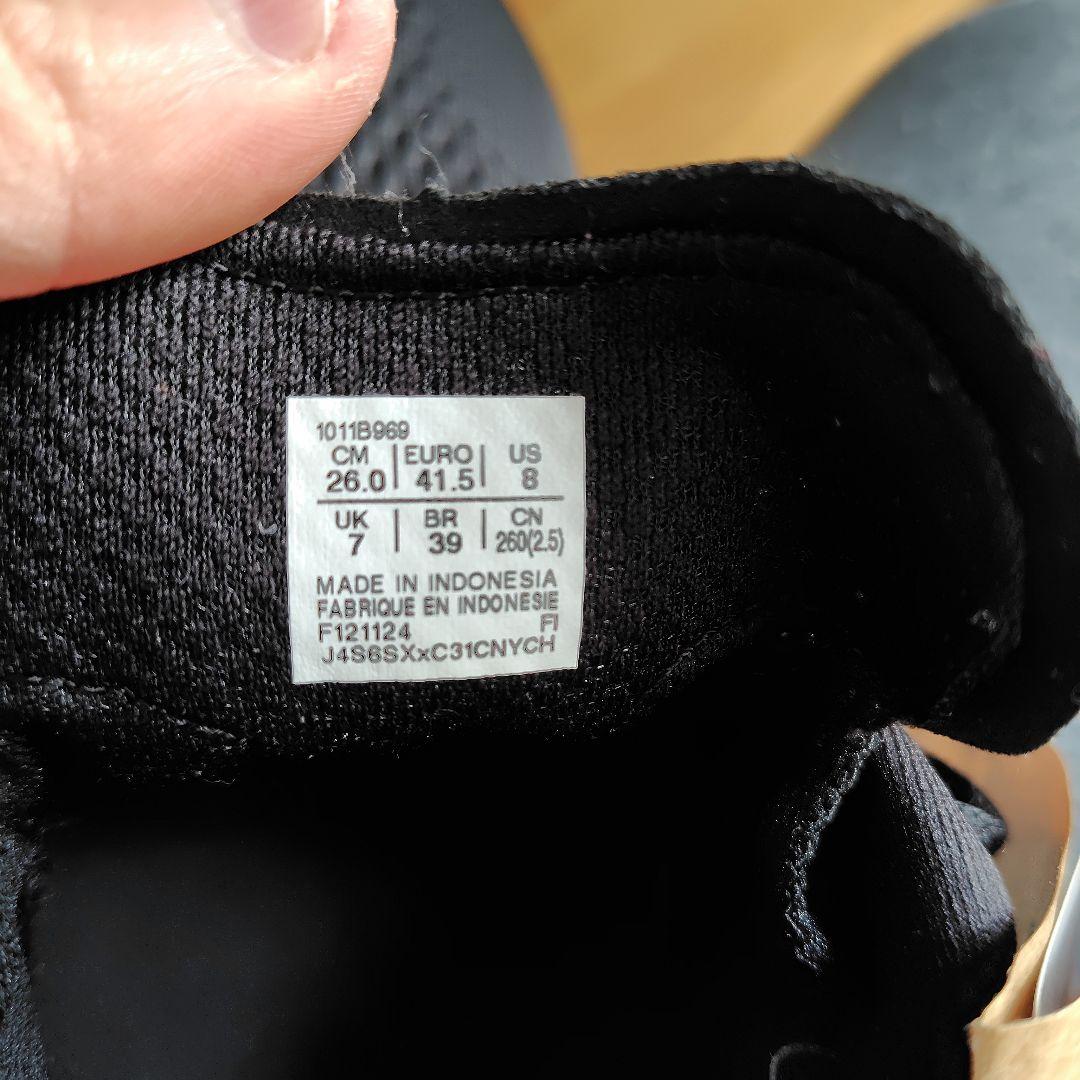 1011B969
CM | EURO | US
26.0 | 41.5 | 8
UK | BR | CN
7 | 39 | 260(2.5)
MADE IN INDONESIA
FABRIQUE EN INDONESIE
F121124 FI
J4S6SXxC31CNYCH